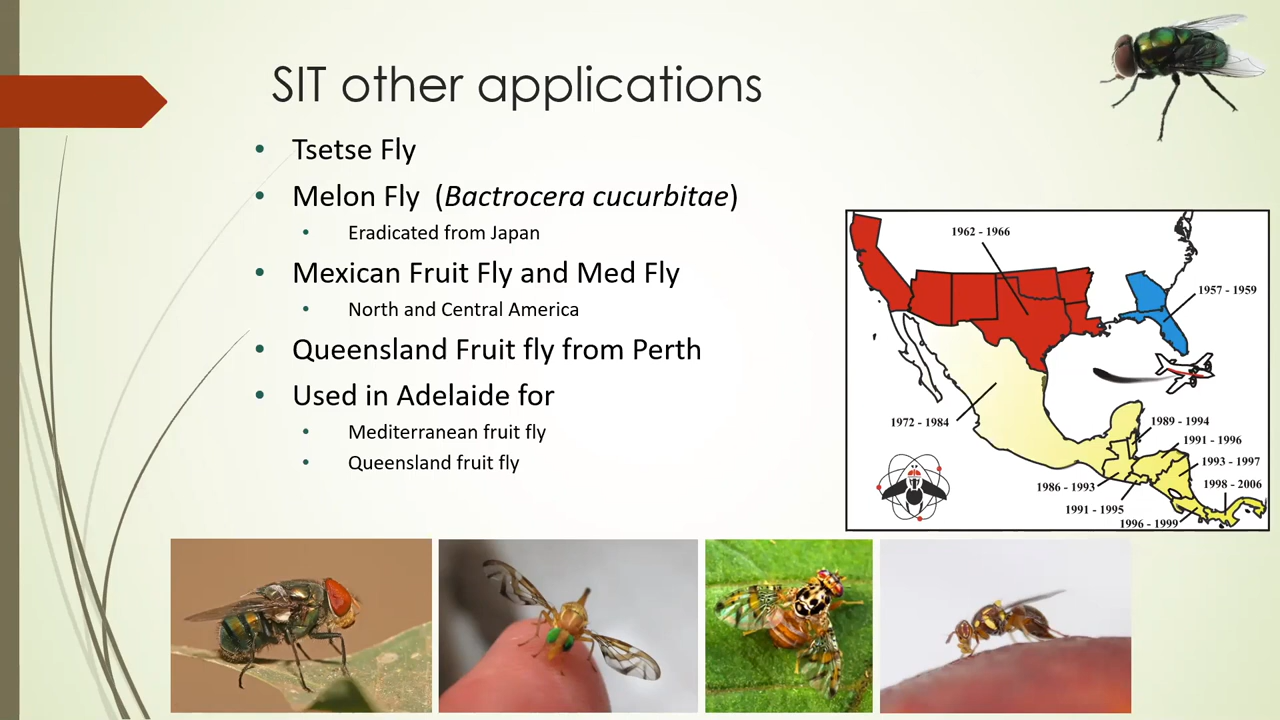 SIT other applications
• Tsetse Fly
• Melon Fly (Bactrocera cucurbitae)
• Eradicated from Japan
• Mexican Fruit Fly and Med Fly
• North and Central America
• Queensland Fruit fly from Perth
• Used in Adelaide for
• Mediterranean fruit fly
• Queensland fruit fly
1962 - 1966
1957 - 1959
1972 - 1984
1989 - 1994
1991 - 1996
1993 - 1997
1986 - 1993
1998 - 2006
1991 - 1995
1996 - 1999